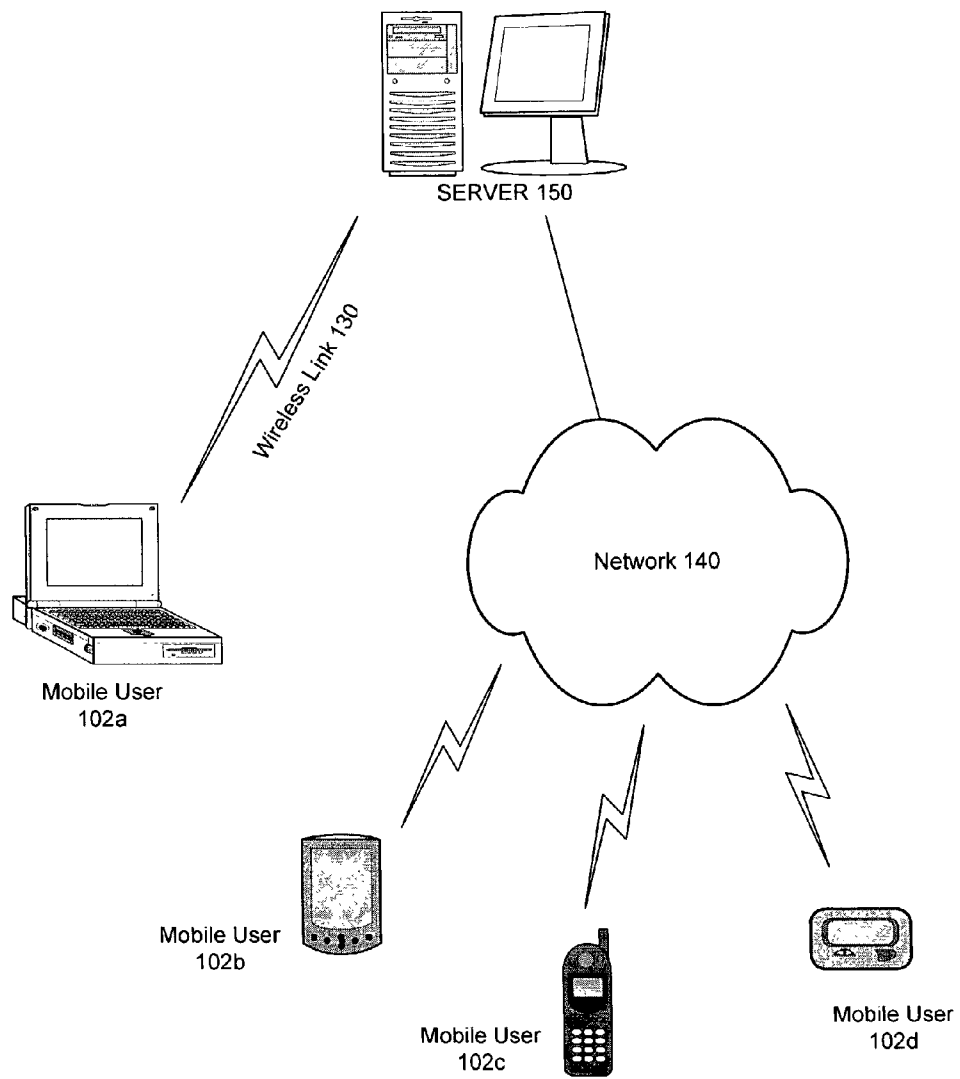 SERVER 150
Wireless Link 130
Network 140
Mobile User
102a
Mobile User
102b
Mobile User
102c
Mobile User
102d